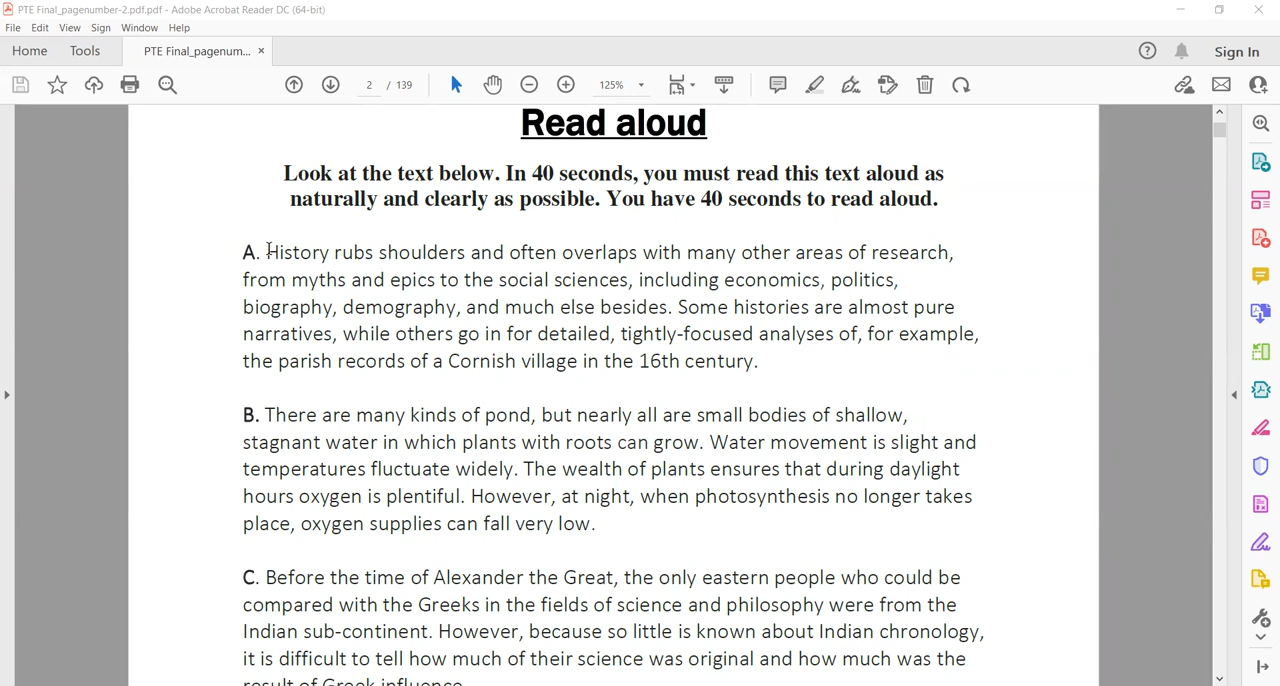 PTE Final_pagenumber-2.pdf.pdf - Adobe Acrobat Reader DC (64-bit)
File Edit View Sign Window Help
Home Tools PTE Final_pagenum... × Sign In
2 / 139 125%
Read aloud
Look at the text below. In 40 seconds, you must read this text aloud as
naturally and clearly as possible. You have 40 seconds to read aloud.
A. History rubs shoulders and often overlaps with many other areas of research,
from myths and epics to the social sciences, including economics, politics,
biography, demography, and much else besides. Some histories are almost pure
narratives, while others go in for detailed, tightly-focused analyses of, for example,
the parish records of a Cornish village in the 16th century.
B. There are many kinds of pond, but nearly all are small bodies of shallow,
stagnant water in which plants with roots can grow. Water movement is slight and
temperatures fluctuate widely. The wealth of plants ensures that during daylight
hours oxygen is plentiful. However, at night, when photosynthesis no longer takes
place, oxygen supplies can fall very low.
C. Before the time of Alexander the Great, the only eastern people who could be
compared with the Greeks in the fields of science and philosophy were from the
Indian sub-continent. However, because so little is known about Indian chronology,
it is difficult to tell how much of their science was original and how much was the
result of Greek influence